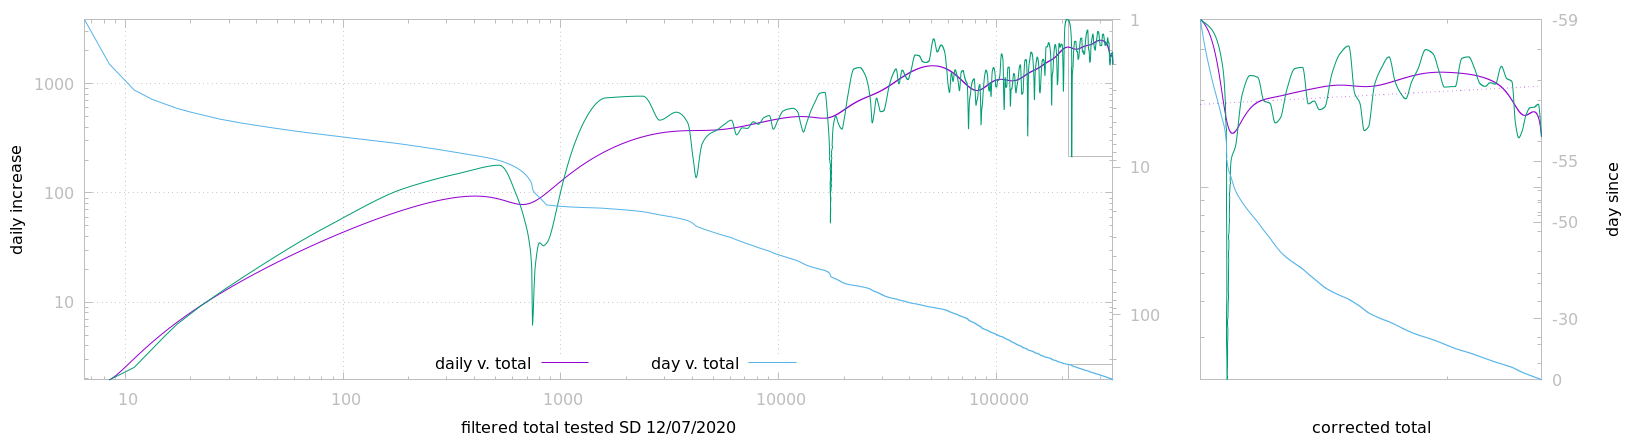 daily increase
1000
100
10
10
100
1000
10000
100000
filtered total tested SD 12/07/2020
daily v. total
day v. total
1
10
100
-59
-55
-50
-30
0
day since
corrected total